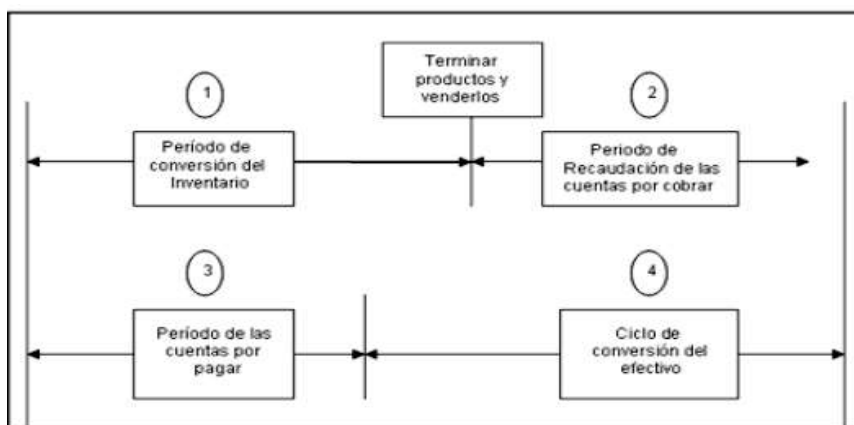 Terminar
productos y
venderlos
1
2
Período de
conversión del
Inventario
Periodo de
Recaudación de las
cuentas por cobrar
3
4
Período de las
cuentas por
pagar
Ciclo de
conversión del
efectivo